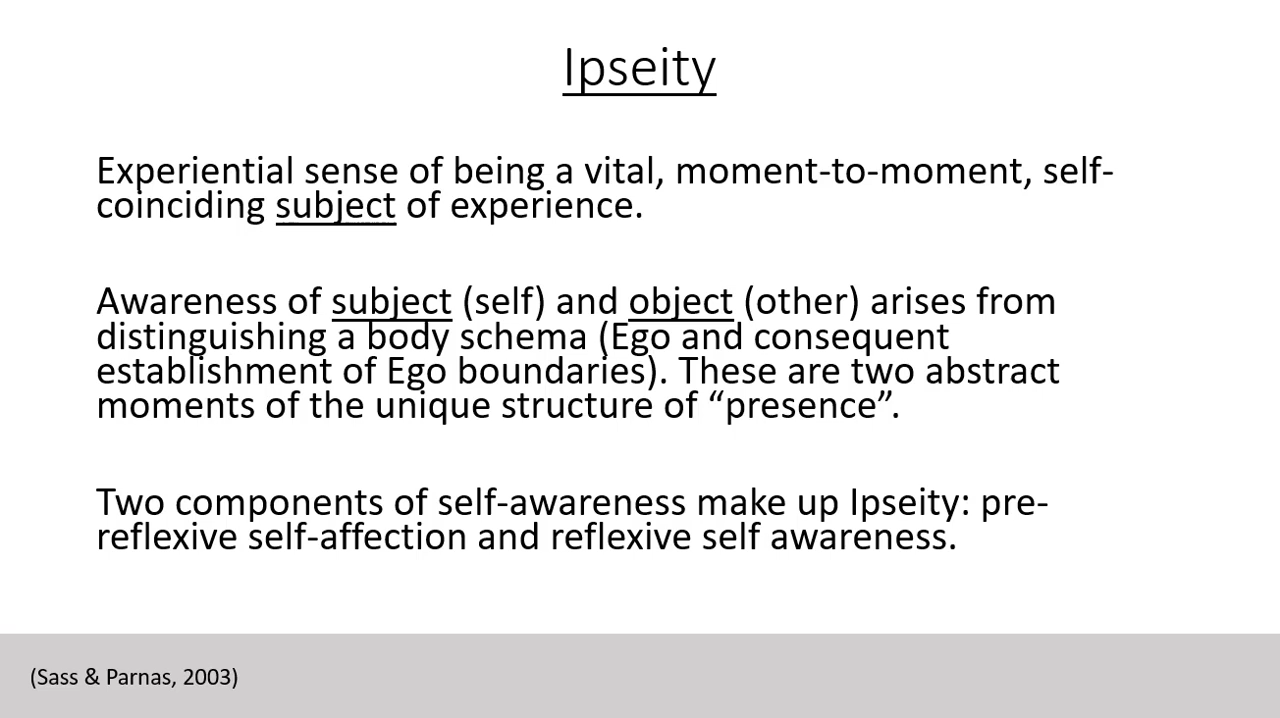 Ipseity
Experiential sense of being a vital, moment-to-moment, self-
coinciding subject of experience.
Awareness of subject (self) and object (other) arises from
distinguishing a body schema (Ego and consequent
establishment of Ego boundaries). These are two abstract
moments of the unique structure of “presence”.
Two components of self-awareness make up Ipseity: pre-
reflexive self-affection and reflexive self awareness.
(Sass & Parnas, 2003)